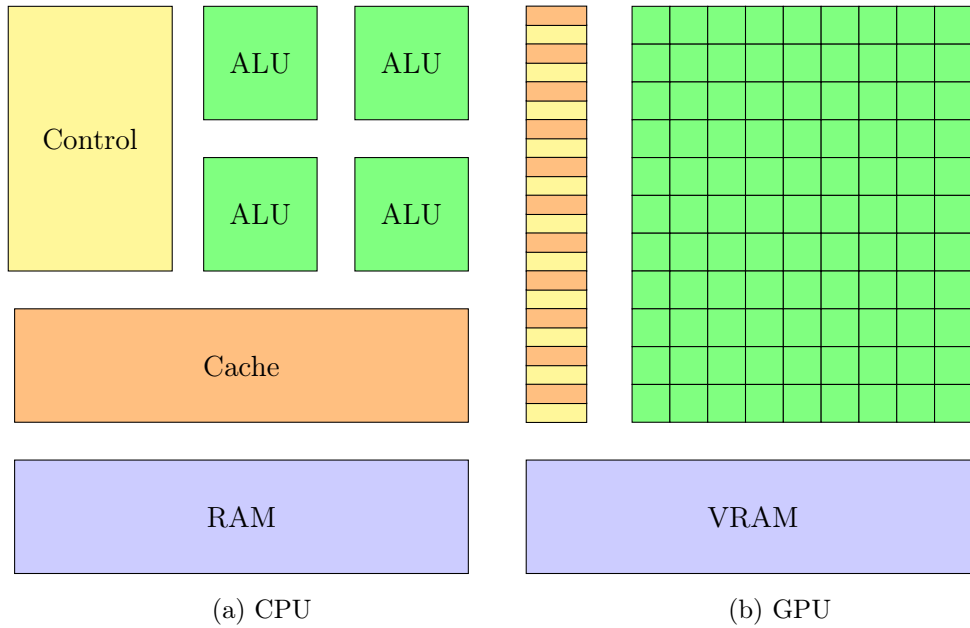 Control
ALU
ALU
ALU
ALU
Cache
RAM
VRAM
(a) CPU
(b) GPU